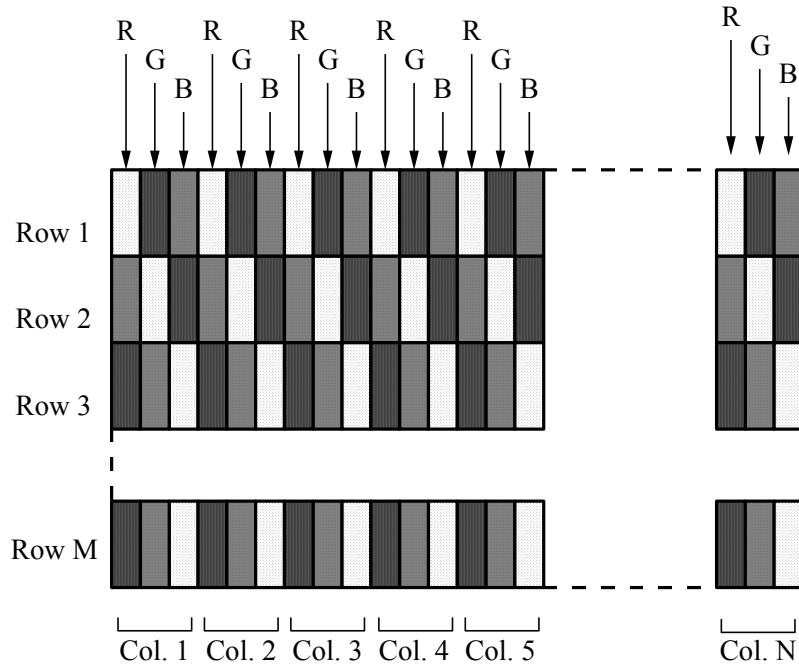 R R R R R R
G G G G G G
B B B B B B
Row 1
Row 2
Row 3
Row M
Col. 1 Col. 2 Col. 3 Col. 4 Col. 5 Col. N